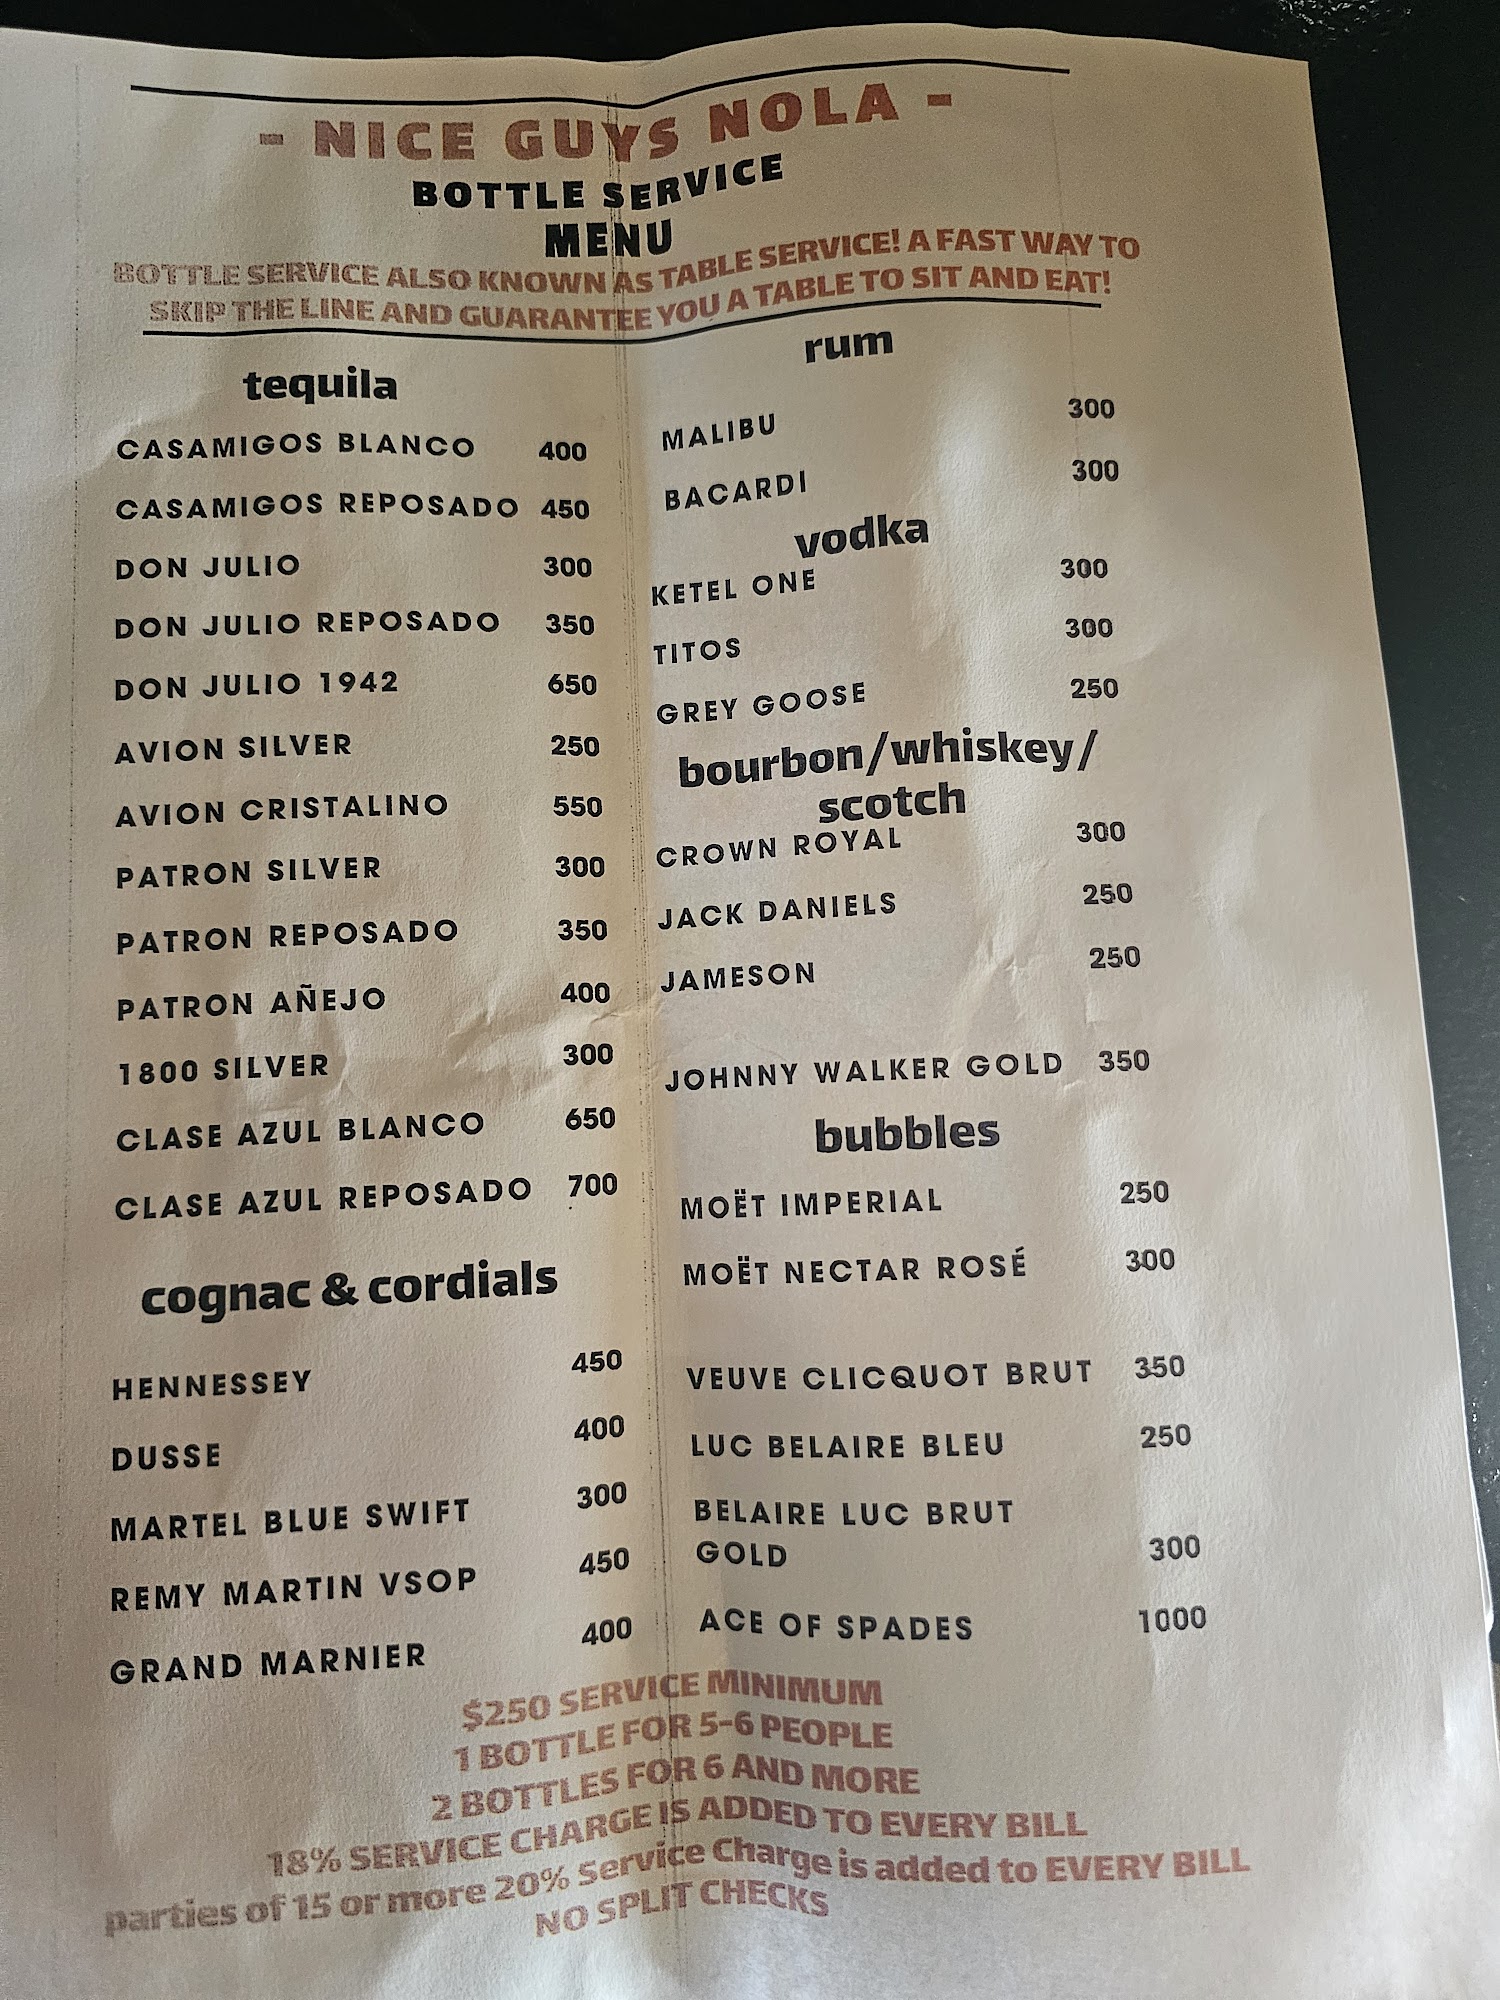 - NICE GUYS NOLA -
BOTTLE SERVICE
MENU
BOTTLE SERVICE ALSO KNOWN AS TABLE SERVICE! A FAST WAY TO
SKIP THE LINE AND GUARANTEE YOU A TABLE TO SIT AND EAT!
tequila
CASAMIGOS BLANCO 400
CASAMIGOS REPOSADO 450
DON JULIO 300
DON JULIO REPOSADO 350
DON JULIO 1942 650
AVION SILVER 250
AVION CRISTALINO 550
PATRON SILVER 300
PATRON REPOSADO 350
PATRON AÑEJO 400
1800 SILVER 300
CLASE AZUL BLANCO 650
CLASE AZUL REPOSADO 700
cognac & cordials
HENNESSEY 450
DUSSE 400
MARTEL BLUE SWIFT 300
REMY MARTIN VSOP 450
GRAND MARNIER 400
rum
MALIBU 300
BACARDI 300
vodka
KETEL ONE 300
TITOS 300
GREY GOOSE 250
bourbon/whiskey/
scotch
CROWN ROYAL 300
JACK DANIELS 250
JAMESON 250
JOHNNY WALKER GOLD 350
bubbles
MOËT IMPERIAL 250
MOËT NECTAR ROSÉ 300
VEUVE CLICQUOT BRUT 350
LUC BELAIRE BLEU 250
BELAIRE LUC BRUT
GOLD 300
ACE OF SPADES 1000
$250 SERVICE MINIMUM
1 BOTTLE FOR 5-6 PEOPLE
2 BOTTLES FOR 6 AND MORE
18% SERVICE CHARGE IS ADDED TO EVERY BILL
parties of 15 or more 20% Service Charge is added to EVERY BILL
NO SPLIT CHECKS